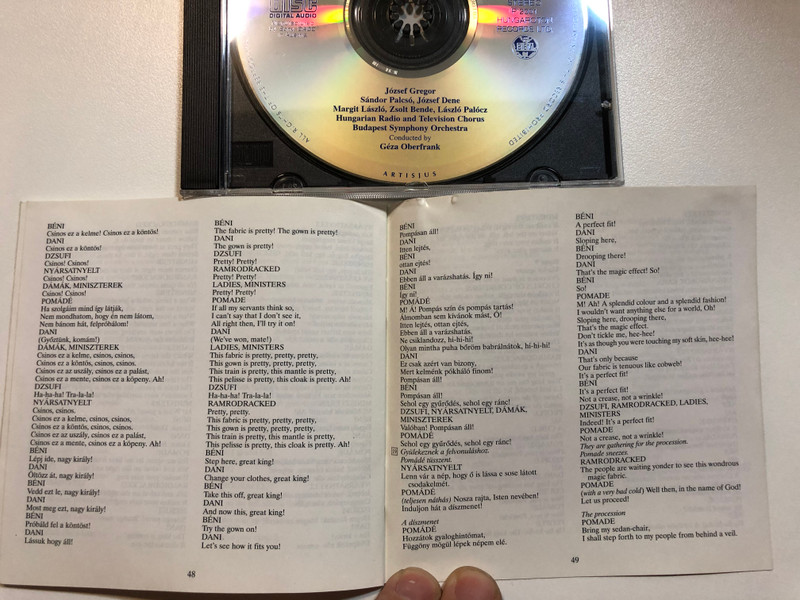 DIGITAL AUDIO
HUNGAROTON
József Gregor
Sándor Palcsó, József Dene
Margit László, Zsolt Bende, László Palócz
Hungarian Radio and Television Chorus
Budapest Symphony Orchestra
Conducted by
Géza Oberfrank
ARTISJUS
BÉNI
Csinos ez a kelme! Csinos ez a köntös!
DANI
Csinos ez a köntös!
DZSUFI
Csinos! Csinos!
NYÁRSATNYELT
Csinos! Csinos!
DÁMÁK, MINISZTEREK
Csinos! Csinos!
POMÁDÉ
Ha szolgáim mind így látják,
Nem mondhatom, hogy én nem látom,
Nem bánom hát, felpróbálom!
DANI
(Győztünk, komám!)
DÁMÁK, MINISZTEREK
Csinos ez a kelme, csinos, csinos,
Csinos ez a köntös, csinos, csinos,
Csinos ez az uszály, csinos ez a palást,
Csinos ez a mente, csinos ez a köpeny. Ah!
DZSUFI
Ha-ha-ha! Tra-la-la!
NYÁRSATNYELT
Csinos, csinos.
Csinos ez a kelme, csinos, csinos,
Csinos ez a köntös, csinos, csinos,
Csinos ez az uszály, csinos ez a palást,
Csinos ez a mente, csinos ez a köpeny. Ah!
BÉNI
Lépj ide, nagy király!
DANI
Öltözz át, nagy király!
BÉNI
Vedd ezt le, nagy király!
DANI
Most meg ezt, nagy király!
BÉNI
Próbáld fel a köntöst!
DANI
Lássuk hogy áll!
BÉNI
The fabric is pretty! The gown is pretty!
DANI
The gown is pretty!
DZSUFI
Pretty! Pretty!
RAMRODRACKED
Pretty! Pretty!
LADIES, MINISTERS
Pretty! Pretty!
POMADE
If all my servants think so,
I can't say that I don't see it,
All right then, I'll try it on!
DANI
(We've won, mate!)
LADIES, MINISTERS
This fabric is pretty, pretty, pretty,
This gown is pretty, pretty, pretty,
This train is pretty, this mantle is pretty,
This pelisse is pretty, this cloak is pretty. Ah!
DZSUFI
Ha-ha-ha! Tra-la-la!
RAMRODRACKED
Pretty, pretty.
This fabric is pretty, pretty, pretty,
This gown is pretty, pretty, pretty,
This train is pretty, this mantle is pretty,
This pelisse is pretty, this cloak is pretty. Ah!
BÉNI
Step here, great king!
DANI
Change your clothes, great king!
BÉNI
Take this off, great king!
DANI
And now this, great king!
BÉNI
Try the gown on!
DANI
Let's see how it fits you!
48
BÉNI
Pompásan áll!
DANI
Itten lejtés,
BÉNI
ottan ejtés!
DANI
Ebben áll a varázshatás. Így ni!
BÉNI
Így ni!
POMÁDÉ
M! Á! Pompás szín és pompás tartás!
Álmomban sem kívánok mást, Ó!
Itten lejtés, ottan ejtés,
Ebben áll a varázshatás.
Ne csiklandozz, hí-hí-hí!
Olyan mintha puha bőröm babrálnátok, hí-hí-hí!
DÁNI
Ez csak azért van bizony,
Mert kelménk pókháló finom!
Pompásan áll!
BÉNI
Pompásan áll!
Sehol egy gyűrődés, sehol egy ránc!
DZSUFI, NYÁRSATNYELT, DÁMÁK,
MINISZTEREK
Valóban! Pompásan áll!
POMÁDÉ
Sehol egy gyűrődés, sehol egy ránc!
Gyülekeznek a felvonuláshoz.
Pomádé tüsszent.
NYÁRSATNYELT
Lenn vár a nép, hogy ő is lássa e sose látott
csodakelmét.
POMÁDÉ
(teljesen náthás) Nosza rajta, Isten nevében!
Induljon hát a díszmenet!
A díszmenet
POMÁDÉ
Hozzátok gyaloghintómat,
Függöny mögül lépek népem elé.
BÉNI
A perfect fit!
DANI
Sloping here,
BÉNI
Drooping there!
DANI
That's the magic effect! So!
BÉNI
So!
POMADE
M! Ah! A splendid colour and a splendid fashion!
I wouldn't want anything else for a world, Oh!
Sloping here, drooping there,
That's the magic effect.
Don't tickle me, hee-hee!
It's as though you were touching my soft skin, hee-hee!
DANI
That's only because
Our fabric is tenuous like cobweb!
It's a perfect fit!
BÉNI
It's a perfect fit!
Not a crease, not a wrinkle!
DZSUFI, RAMRODRACKED, LADIES,
MINISTERS
Indeed! It's a perfect fit!
POMADE
Not a crease, not a wrinkle!
They are gathering for the procession.
Pomade sneezes.
RAMRODRACKED
The people are waiting yonder to see this wondrous
magic fabric.
POMADE
(with a very bad cold) Well then, in the name of God!
Let us proceed!
The procession
POMADE
Bring my sedan-chair,
I shall step forth to my people from behind a veil.
49